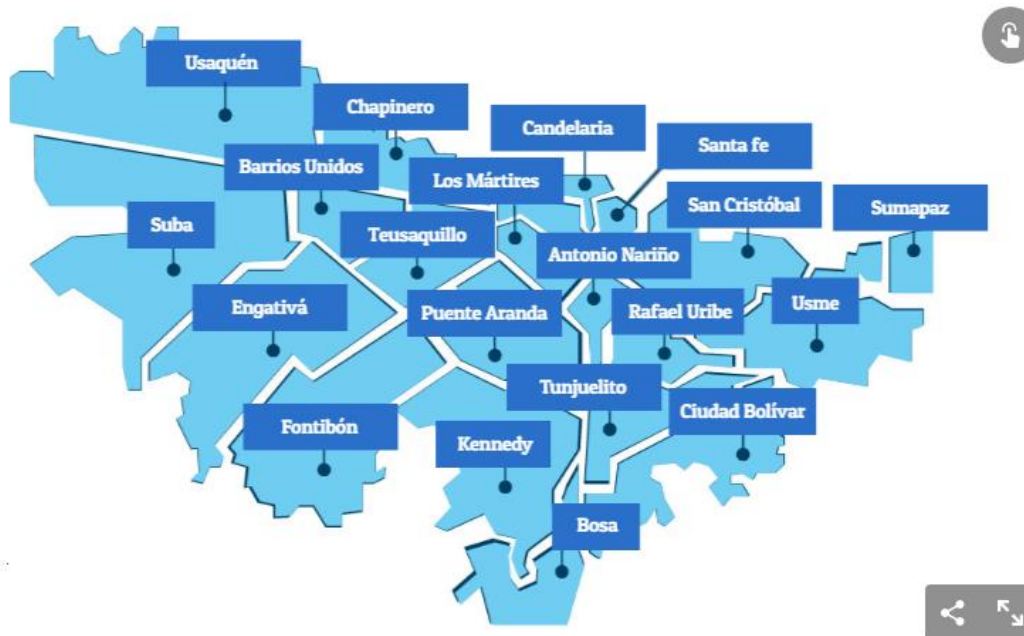 Usaquén
Chapinero
Candelaria
Santa fe
Barrios Unidos
Los Mártires
San Cristóbal
Sumapaz
Suba
Teusaquillo
Antonio Nariño
Engativá
Puente Aranda
Rafael Uribe
Usme
Tunjuelito
Ciudad Bolívar
Fontibón
Kennedy
Bosa